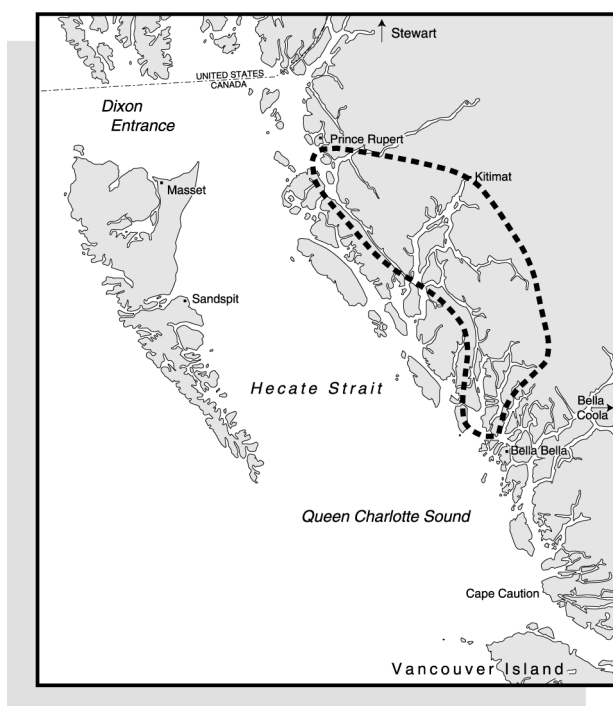 Stewart
UNITED STATES
CANADA
Dixon
Entrance
Prince Rupert
Kitimat
Masset
Sandspit
Hecate Strait
Bella
Coola
Bella Bella
Queen Charlotte Sound
Cape Caution
Vancouver Island